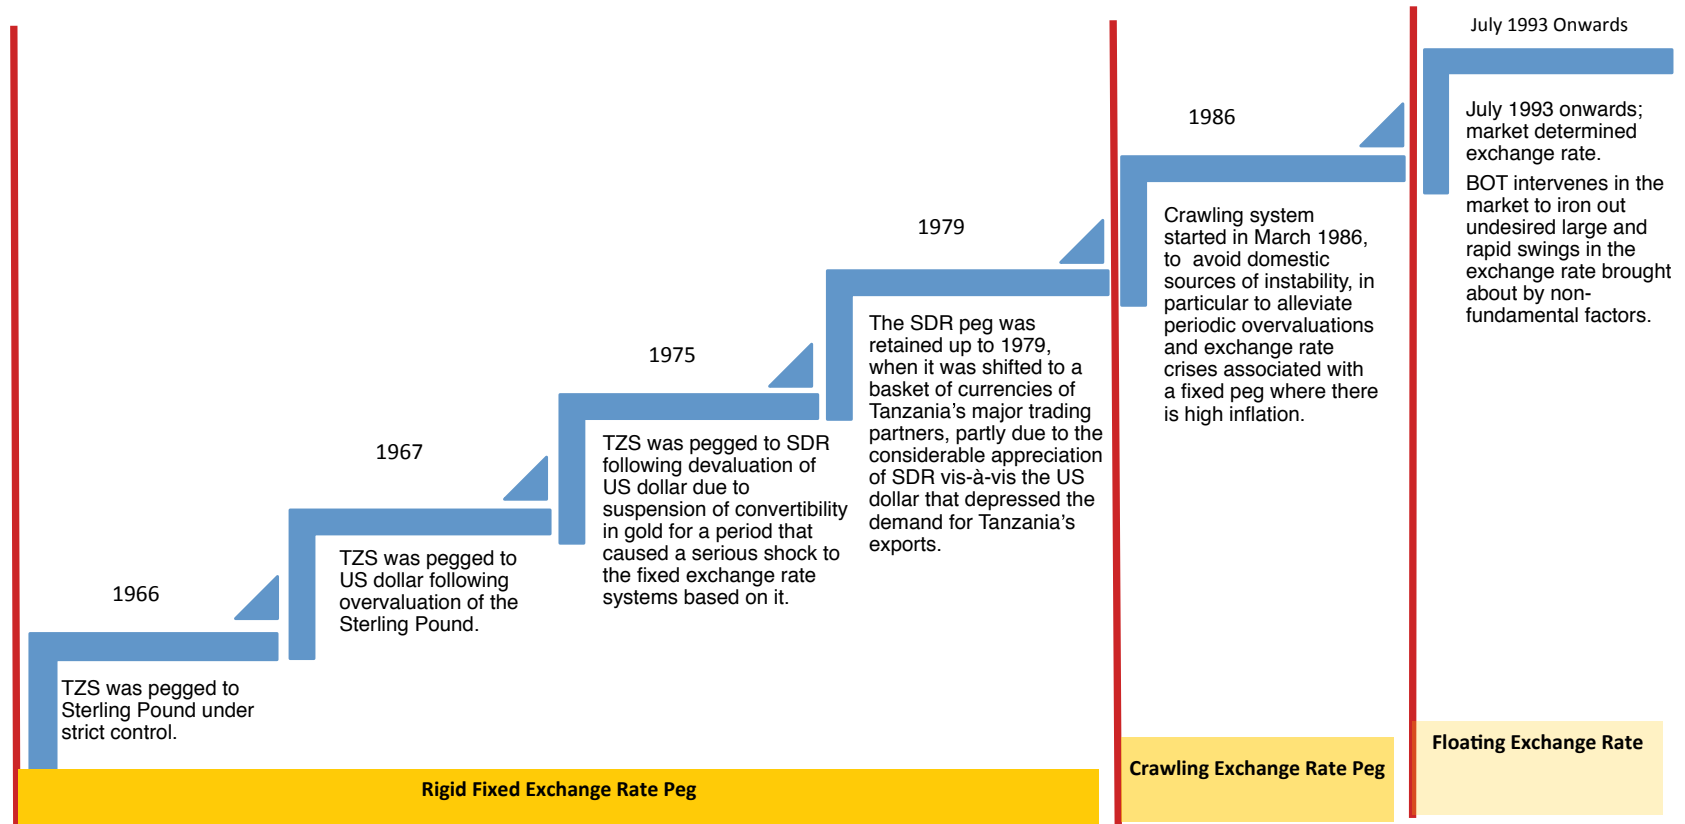 1966
TZS was pegged to
Sterling Pound under
strict control.
1967
TZS was pegged to
US dollar following
overvaluation of the
Sterling Pound.
1975
TZS was pegged to SDR
following devaluation of
US dollar due to
suspension of convertibility
in gold for a period that
caused a serious shock to
the fixed exchange rate
systems based on it.
1979
The SDR peg was
retained up to 1979,
when it was shifted to a
basket of currencies of
Tanzania’s major trading
partners, partly due to the
considerable appreciation
of SDR vis-à-vis the US
dollar that depressed the
demand for Tanzania’s
exports.
1986
Crawling system
started in March 1986,
to  avoid domestic
sources of instability, in
particular to alleviate
periodic overvaluations
and exchange rate
crises associated with
a fixed peg where there
is high inflation.
July 1993 Onwards
July 1993 onwards;
market determined
exchange rate.
BOT intervenes in the
market to iron out
undesired large and
rapid swings in the
exchange rate brought
about by non-
fundamental factors.
Rigid Fixed Exchange Rate Peg
Crawling Exchange Rate Peg
Floating Exchange Rate